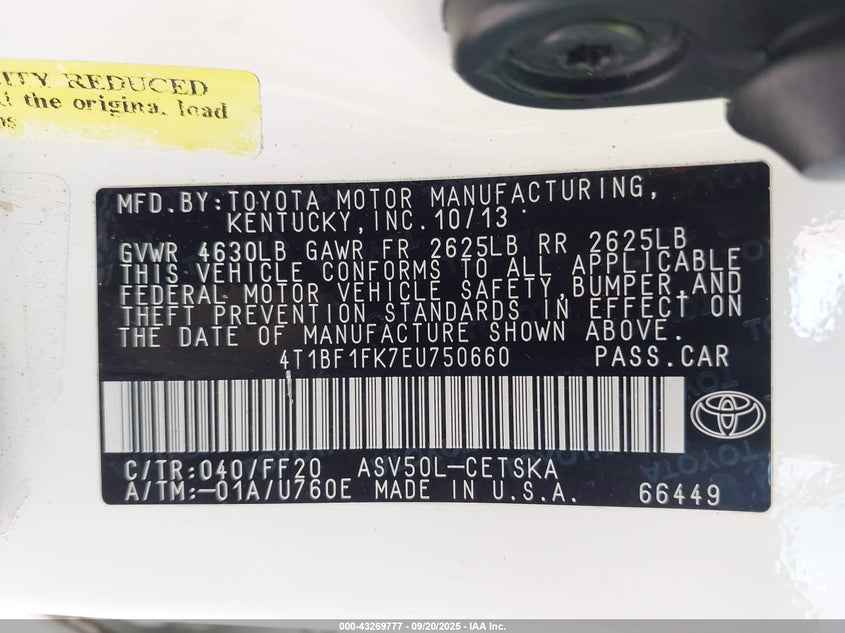 REDUCED
the original load
MFD.BY:TOYOTA MOTOR MANUFACTURING,
KENTUCKY,INC.10/13
GVWR 4630LB GAWR FR 2625LB RR 2625LB
THIS VEHICLE CONFORMS TO ALL APPLICABLE
FEDERAL MOTOR VEHICLE SAFETY,BUMPER,AND
THEFT PREVENTION STANDARDS IN EFFECT ON
THE DATE OF MANUFACTURE SHOWN ABOVE.
4T1BF1FK7EU750660 PASS.CAR
C/TR:040/FF20 ASV50L-CETSKA
A/TM:-01A/U760E MADE IN U.S.A. 66449
000-43269777 - 09/20/2025 - IAA Inc.